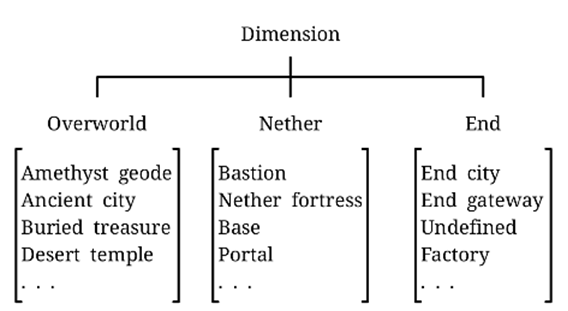 Dimension
Overworld
Nether
End
Amethyst geode
Ancient city
Buried treasure
Desert temple
. . .
Bastion
Nether fortress
Base
Portal
. . .
End city
End gateway
Undefined
Factory
. . .